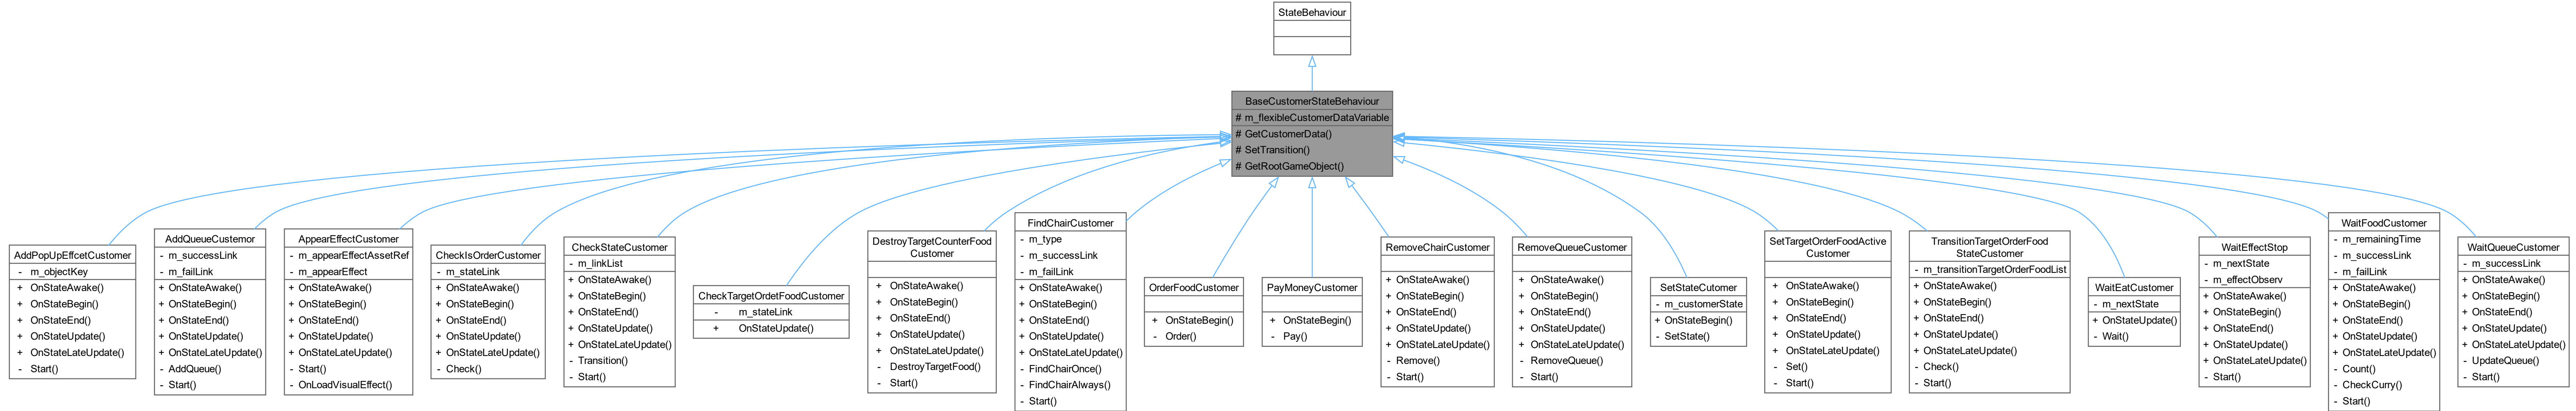 StateBehaviour
BaseCustomerStateBehaviour
# m_flexibleCustomerDataVariable
# GetCustomerData()
# SetTransition()
# GetRootGameObject()
AddPopUpEffcetCustomer
- m_objectKey
+ OnStateAwake()
+ OnStateBegin()
+ OnStateEnd()
+ OnStateUpdate()
+ OnStateLateUpdate()
- Start()
AddQueueCustemor
- m_successLink
- m_failLink
+ OnStateAwake()
+ OnStateBegin()
+ OnStateEnd()
+ OnStateUpdate()
+ OnStateLateUpdate()
- AddQueue()
- Start()
AppearEffectCustomer
- m_appearEffectAssetRef
- m_appearEffect
+ OnStateAwake()
+ OnStateBegin()
+ OnStateEnd()
+ OnStateUpdate()
+ OnStateLateUpdate()
- Start()
- OnLoadVisualEffect()
CheckIsOrderCustomer
- m_stateLink
+ OnStateAwake()
+ OnStateBegin()
+ OnStateEnd()
+ OnStateUpdate()
+ OnStateLateUpdate()
- Check()
CheckStateCustomer
- m_linkList
+ OnStateAwake()
+ OnStateBegin()
+ OnStateEnd()
+ OnStateUpdate()
+ OnStateLateUpdate()
- Transition()
- Start()
CheckTargetOrdetFoodCustomer
- m_stateLink
+ OnStateUpdate()
DestroyTargetCounterFood
Customer
+ OnStateAwake()
+ OnStateBegin()
+ OnStateEnd()
+ OnStateUpdate()
+ OnStateLateUpdate()
- DestroyTargetFood()
- Start()
FindChairCustomer
- m_type
- m_successLink
- m_failLink
+ OnStateAwake()
+ OnStateBegin()
+ OnStateEnd()
+ OnStateUpdate()
+ OnStateLateUpdate()
- FindChairOnce()
- FindChairAlways()
- Start()
OrderFoodCustomer
+ OnStateBegin()
- Order()
PayMoneyCustomer
+ OnStateBegin()
- Pay()
RemoveChairCustomer
+ OnStateAwake()
+ OnStateBegin()
+ OnStateEnd()
+ OnStateUpdate()
+ OnStateLateUpdate()
- Remove()
- Start()
RemoveQueueCustomer
+ OnStateAwake()
+ OnStateBegin()
+ OnStateEnd()
+ OnStateUpdate()
+ OnStateLateUpdate()
- RemoveQueue()
- Start()
SetStateCutomer
- m_customerState
+ OnStateBegin()
- SetState()
SetTargetOrderFoodActive
Customer
+ OnStateAwake()
+ OnStateBegin()
+ OnStateEnd()
+ OnStateUpdate()
+ OnStateLateUpdate()
- Set()
- Start()
TransitionTargetOrderFood
StateCustomer
- m_transitionTargetOrderFoodList
+ OnStateAwake()
+ OnStateBegin()
+ OnStateEnd()
+ OnStateUpdate()
+ OnStateLateUpdate()
- Check()
- Start()
WaitEatCustomer
- m_nextState
+ OnStateUpdate()
- Wait()
WaitEffectStop
- m_nextState
- m_effectObserv
+ OnStateAwake()
+ OnStateBegin()
+ OnStateEnd()
+ OnStateUpdate()
+ OnStateLateUpdate()
- Start()
WaitFoodCustomer
- m_remainingTime
- m_successLink
- m_failLink
+ OnStateAwake()
+ OnStateBegin()
+ OnStateEnd()
+ OnStateUpdate()
+ OnStateLateUpdate()
- Count()
- CheckCurry()
- Start()
WaitQueueCustomer
- m_successLink
+ OnStateAwake()
+ OnStateBegin()
+ OnStateEnd()
+ OnStateUpdate()
+ OnStateLateUpdate()
- UpdateQueue()
- Start()